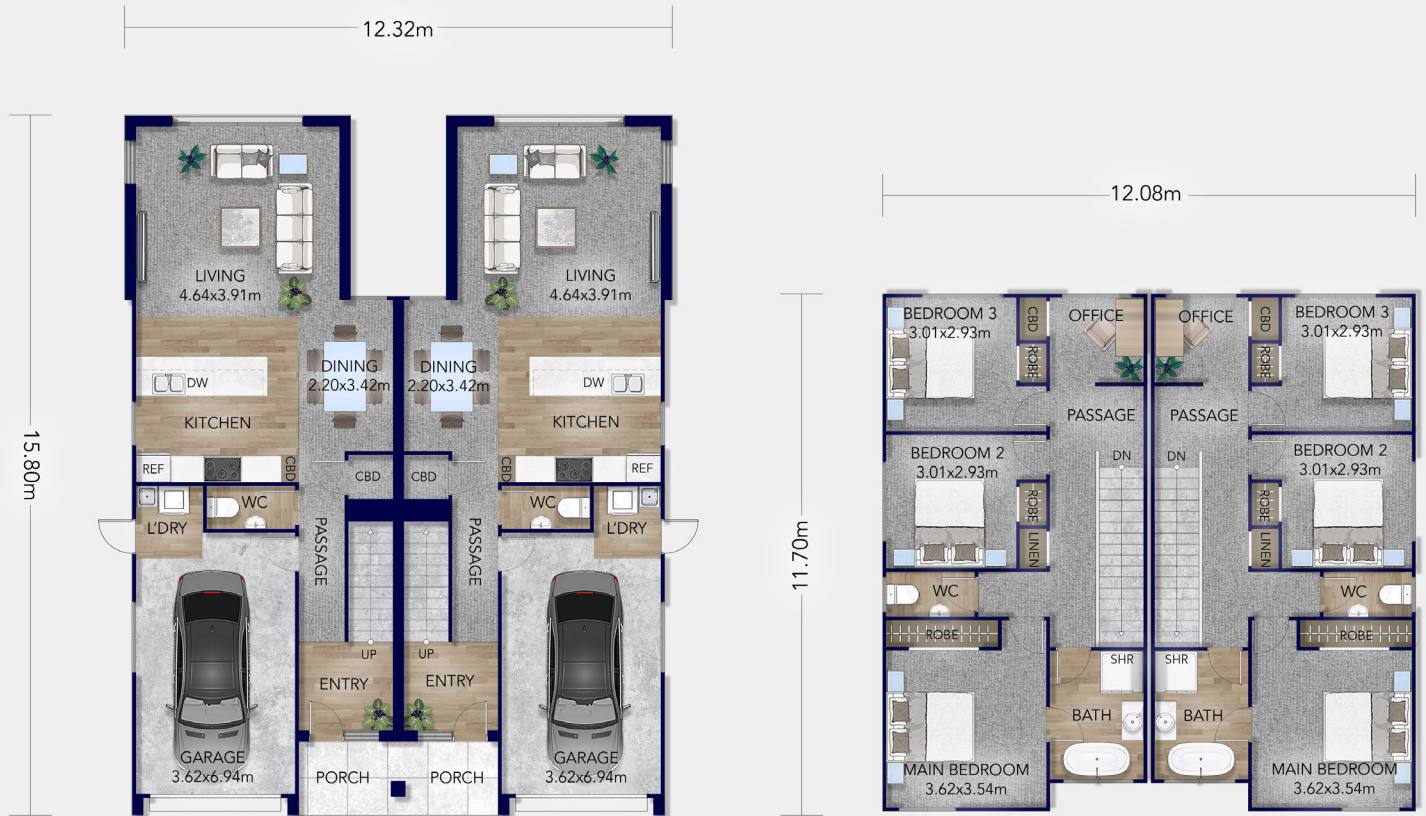 12.32m
15.80m
LIVING
4.64x3.91m
LIVING
4.64x3.91m
DINING
2.20x3.42m
DINING
2.20x3.42m
DW
DW
KITCHEN
KITCHEN
REF
CBD
CBD
CBD
CBD
REF
WC
WC
L'DRY
L'DRY
PASSAGE
PASSAGE
UP
UP
ENTRY
ENTRY
GARAGE
3.62x6.94m
PORCH
PORCH
GARAGE
3.62x6.94m
12.08m
11.70m
BEDROOM 3
3.01x2.93m
CBD
OFFICE
OFFICE
CBD
BEDROOM 3
3.01x2.93m
ROBE
ROBE
PASSAGE
PASSAGE
BEDROOM 2
3.01x2.93m
DN
DN
BEDROOM 2
3.01x2.93m
ROBE
ROBE
LINEN
LINEN
WC
WC
ROBE
ROBE
SHR
SHR
BATH
BATH
MAIN BEDROOM
3.62x3.54m
MAIN BEDROOM
3.62x3.54m